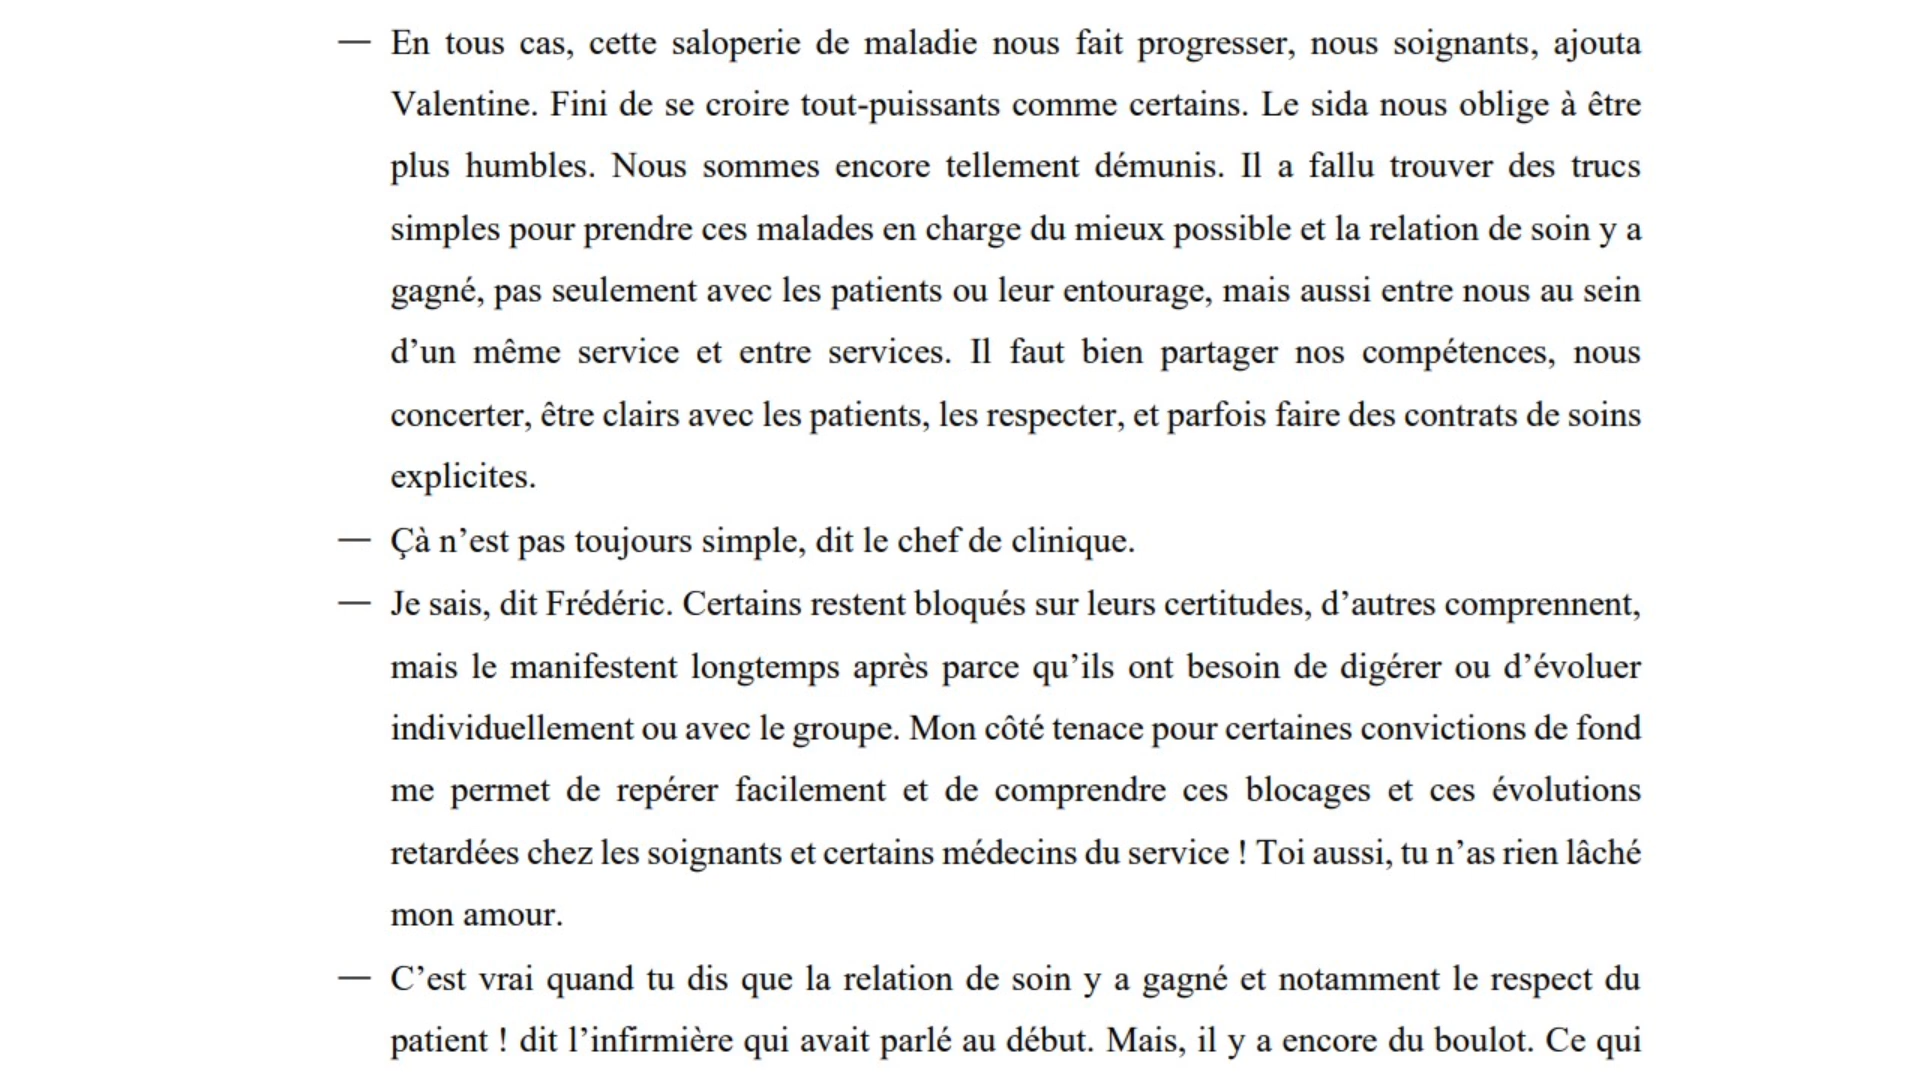 — En tous cas, cette saloperie de maladie nous fait progresser, nous soignants, ajouta
Valentine. Fini de se croire tout-puissants comme certains. Le sida nous oblige à être
plus humbles. Nous sommes encore tellement démunis. Il a fallu trouver des trucs
simples pour prendre ces malades en charge du mieux possible et la relation de soin y a
gagné, pas seulement avec les patients ou leur entourage, mais aussi entre nous au sein
d’un même service et entre services. Il faut bien partager nos compétences, nous
concerter, être clairs avec les patients, les respecter, et parfois faire des contrats de soins
explicites.
— Çà n’est pas toujours simple, dit le chef de clinique.
— Je sais, dit Frédéric. Certains restent bloqués sur leurs certitudes, d’autres comprennent,
mais le manifestent longtemps après parce qu’ils ont besoin de digérer ou d’évoluer
individuellement ou avec le groupe. Mon côté tenace pour certaines convictions de fond
me permet de repérer facilement et de comprendre ces blocages et ces évolutions
retardées chez les soignants et certains médecins du service ! Toi aussi, tu n’as rien lâché
mon amour.
— C’est vrai quand tu dis que la relation de soin y a gagné et notamment le respect du
patient ! dit l’infirmière qui avait parlé au début. Mais, il y a encore du boulot. Ce qui